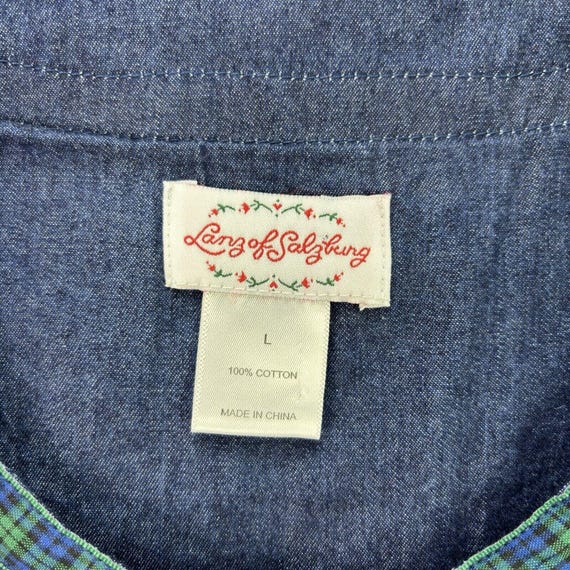 Lanz of Salzburg
L
100% COTTON
MADE IN CHINA